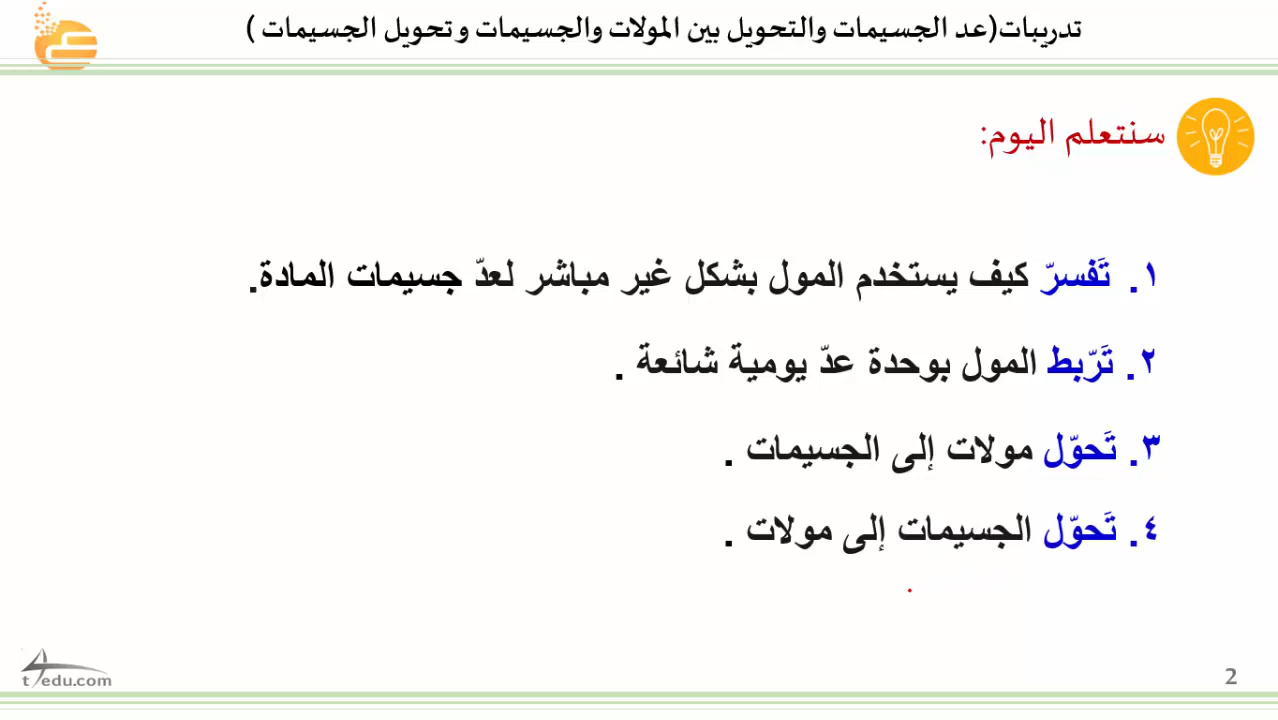 تدريبات(عد الجسيمات والتحويل بين المولات والجسيمات وتحويل الجسيمات )
سنتعلم اليوم:
١. تَفسرّ كيف يستخدم المول بشكل غير مباشر لعدّ جسيمات المادة.
٢. تَرّبط المول بوحدة عدّ يومية شائعة .
٣. تَحوّل مولات إلى الجسيمات .
٤. تَحوّل الجسيمات إلى مولات .
t4edu.com
2